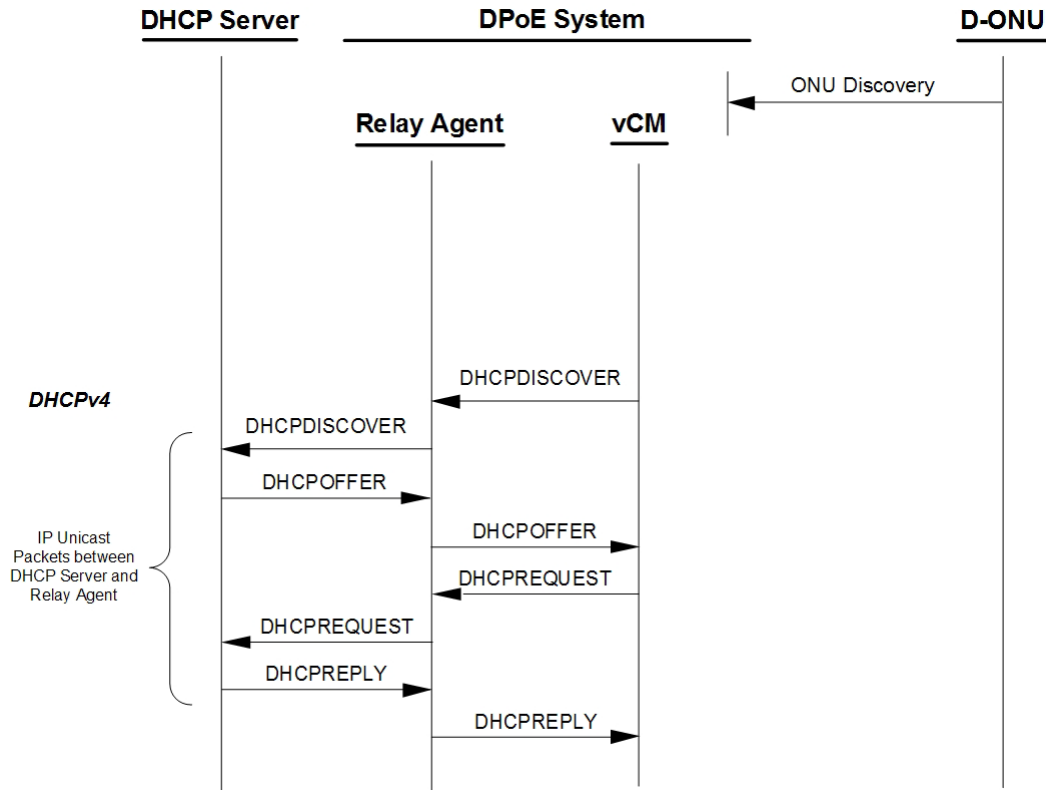 DHCP Server
DPoE System
D-ONU
ONU Discovery
Relay Agent
vCM
DHCPDISCOVER
DHCPv4
DHCPDISCOVER
DHCPOFFER
DHCPOFFER
IP Unicast
Packets between
DHCP Server and
Relay Agent
DHCPREQUEST
DHCPREQUEST
DHCPREPLY
DHCPREPLY